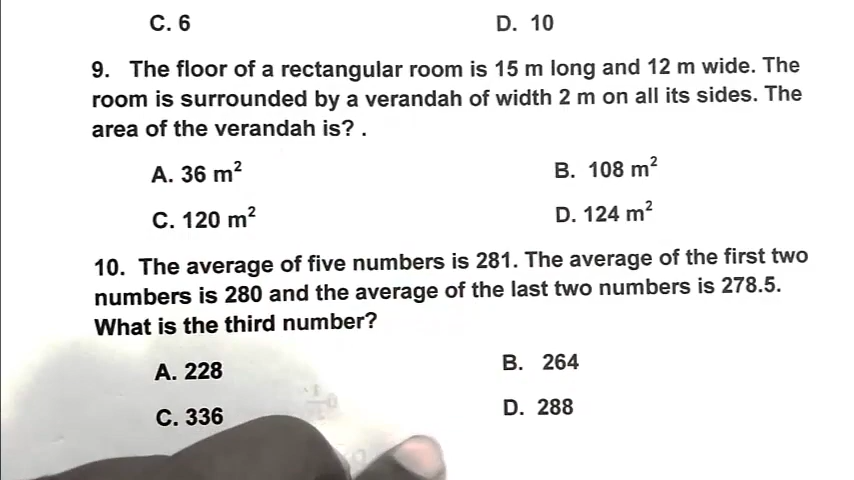 C. 6 D. 10
9. The floor of a rectangular room is 15 m long and 12 m wide. The
room is surrounded by a verandah of width 2 m on all its sides. The
area of the verandah is? .
A. 36 m² B. 108 m²
C. 120 m² D. 124 m²
10. The average of five numbers is 281. The average of the first two
numbers is 280 and the average of the last two numbers is 278.5.
What is the third number?
A. 228 B. 264
C. 336 D. 288